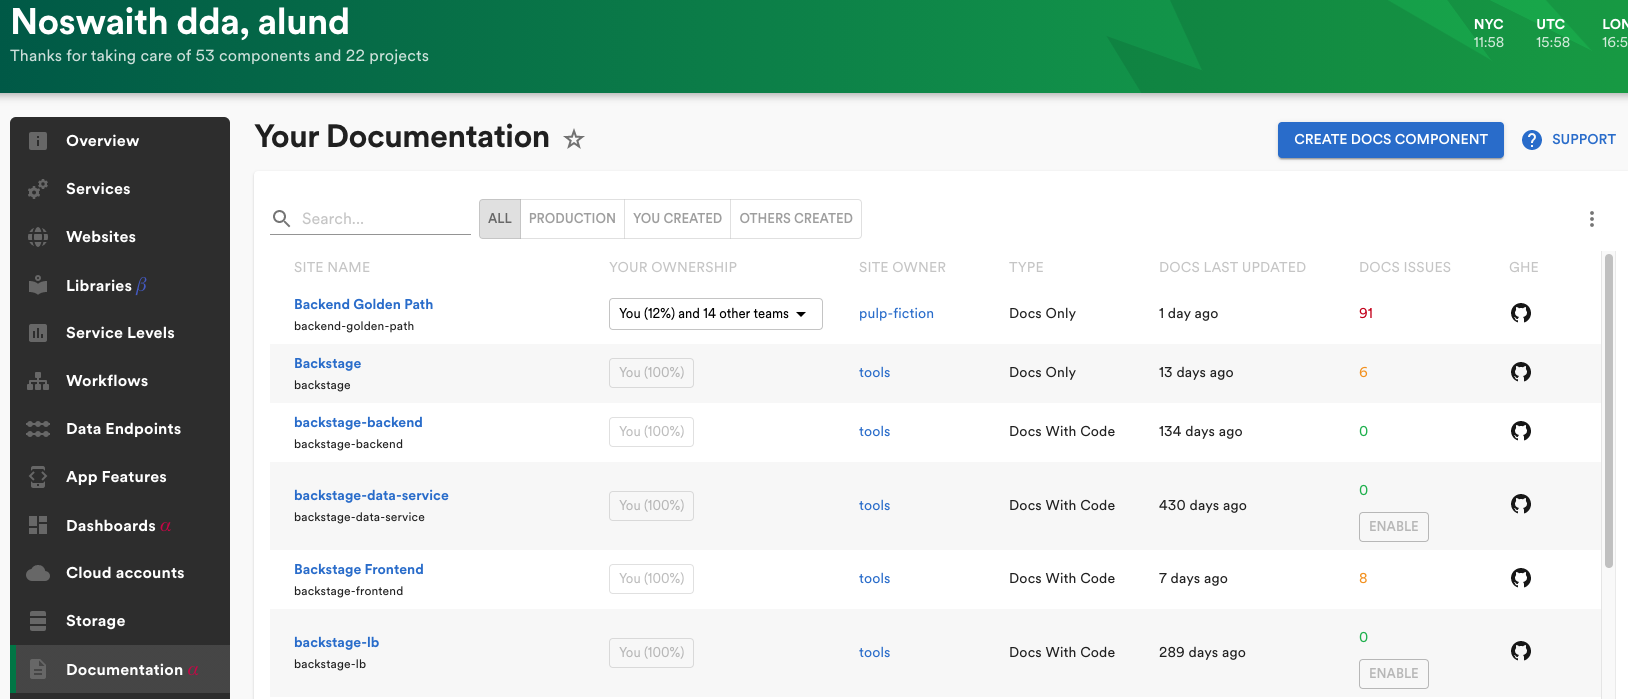 Noswaith dda, alund
Thanks for taking care of 53 components and 22 projects
NYC UTC
11:58 15:58
Overview
Services
Websites
Libraries β
Service Levels
Workflows
Data Endpoints
App Features
Dashboards α
Cloud accounts
Storage
Documentation α
Your Documentation
CREATE DOCS COMPONENT
? SUPPORT
Search...
ALL PRODUCTION YOU CREATED OTHERS CREATED
SITE NAME YOUR OWNERSHIP SITE OWNER TYPE DOCS LAST UPDATED DOCS ISSUES GHE
Backend Golden Path
backend-golden-path
You (12%) and 14 other teams
pulp-fiction
Docs Only
1 day ago
91
Backstage
backstage
You (100%)
tools
Docs Only
13 days ago
6
backstage-backend
backstage-backend
You (100%)
tools
Docs With Code
134 days ago
0
backstage-data-service
backstage-data-service
You (100%)
tools
Docs With Code
430 days ago
0
ENABLE
Backstage Frontend
backstage-frontend
You (100%)
tools
Docs With Code
7 days ago
8
backstage-lb
backstage-lb
You (100%)
tools
Docs With Code
289 days ago
0
ENABLE